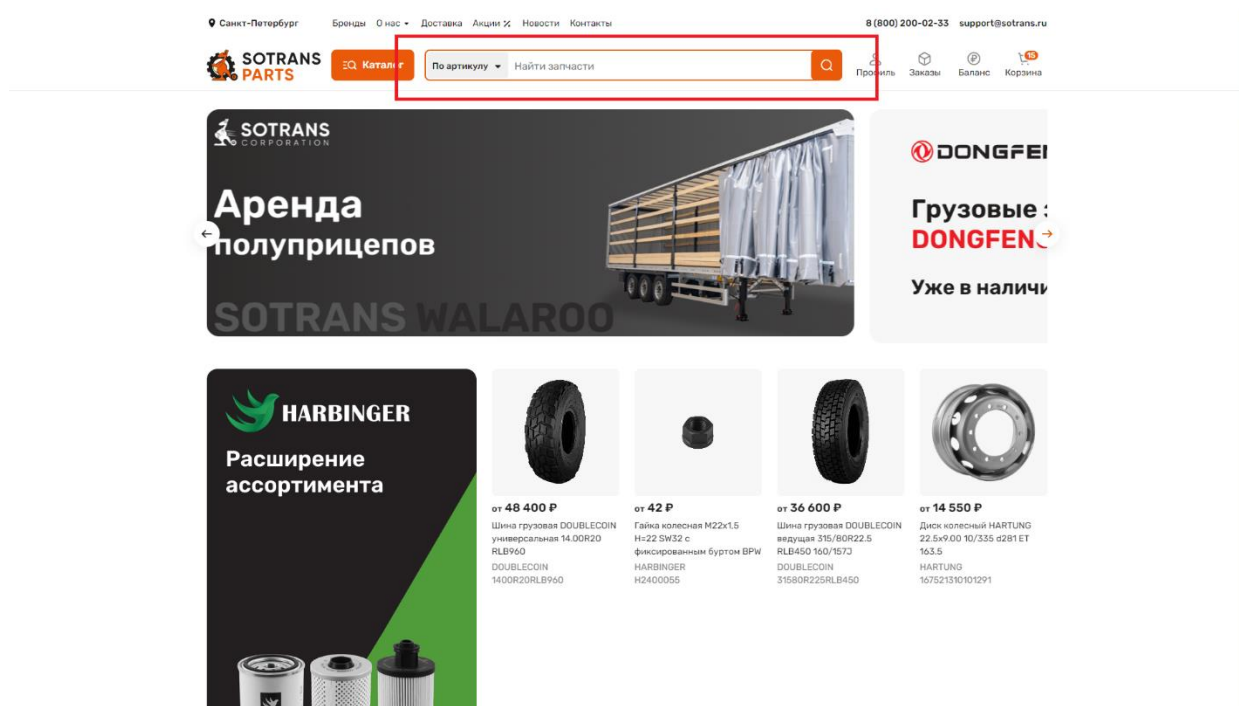 Санкт-Петербург Бренды О нас Доставка Акции Новости Контакты 8 (800) 200-02-33 support@sotrans.ru
SOTRANS
PARTS
Каталог
По артикулу Найти запчасти
Профиль Заказы Баланс Корзина
15
SOTRANS
CORPORATION
Аренда
полуприцепов
SOTRANS WALAROO
DONGFE
Грузовые
DONGFENG
Уже в наличи
HARBINGER
Расширение
ассортимента
от 48 400 ₽
Шина грузовая DOUBLECOIN
универсальная 14.00R20
RLB960
DOUBLECOIN
1400R20RLB960
от 42 ₽
Гайка колесная M22x1.5
H=22 SW32 с
фиксированным буртом BPW
HARBINGER
H2400055
от 36 600 ₽
Шина грузовая DOUBLECOIN
ведущая 315/80R22.5
RLB450 160/157J
DOUBLECOIN
31580R225RLB450
от 14 550 ₽
Диск колесный HARTUNG
22.5x9.00 10/335 d281 ET
163.5
HARTUNG
167521310101291